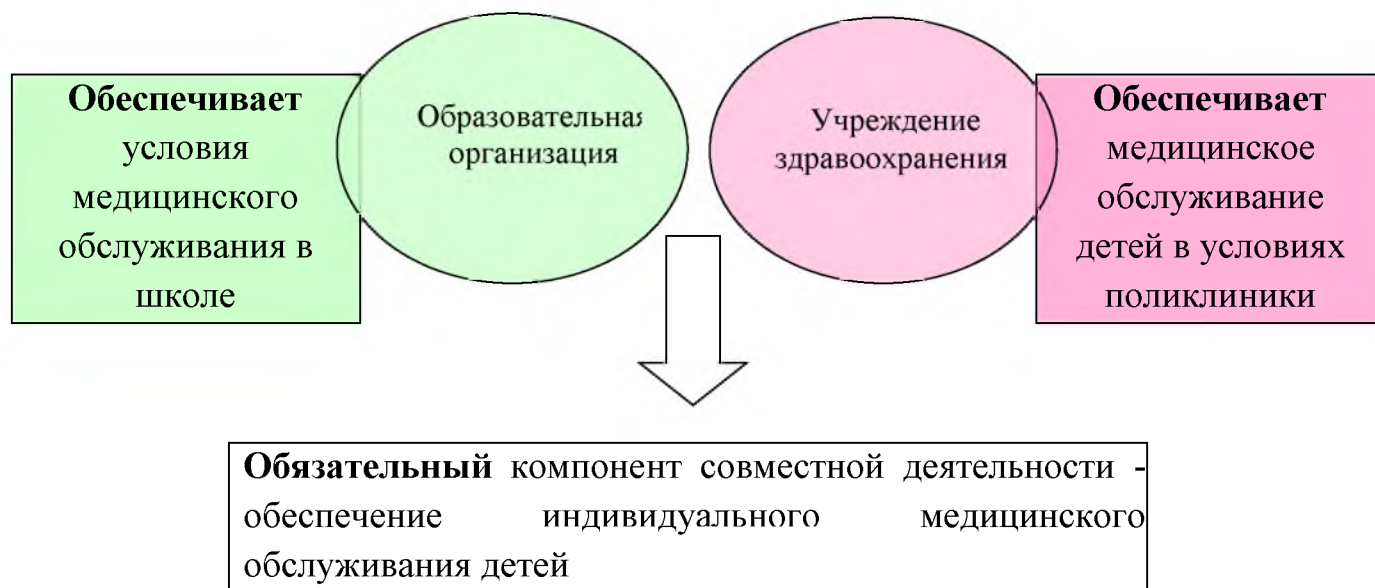 Обеспечивает
условия
медицинского
обслуживания в
школе
Образовательная
организация
Учреждение
здравоохранения
Обеспечивает
медицинское
обслуживание
детей в условиях
поликлиники
Обязательный компонент совместной деятельности -
обеспечение индивидуального медицинского
обслуживания детей